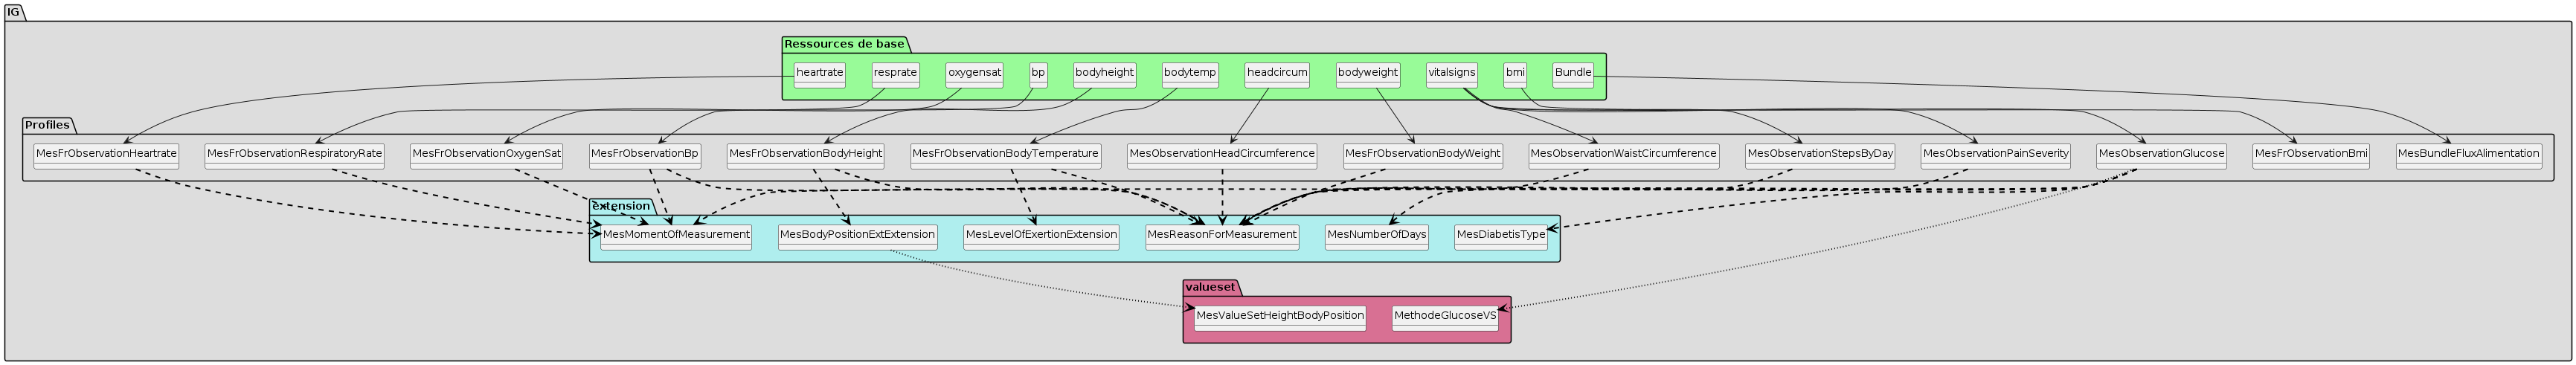 IG
Ressources de base
heartrate
resprate
oxygensat
bp
bodyheight
bodytemp
headcircum
bodyweight
vitalsigns
bmi
Bundle
Profiles
MesFrObservationHeartrate
MesFrObservationRespiratoryRate
MesFrObservationOxygenSat
MesFrObservationBp
MesFrObservationBodyHeight
MesFrObservationBodyTemperature
MesObservationHeadCircumference
MesFrObservationBodyWeight
MesObservationWaistCircumference
MesObservationStepsByDay
MesObservationPainSeverity
MesObservationGlucose
MesFrObservationBmi
MesBundleFluxAlimentation
extension
MesMomentOfMeasurement
MesBodyPositionExtExtension
MesLevelOfExertionExtension
MesReasonForMeasurement
MesNumberOfDays
MesDiabetisType
valueset
MesValueSetHeightBodyPosition
MethodeGlucoseVS